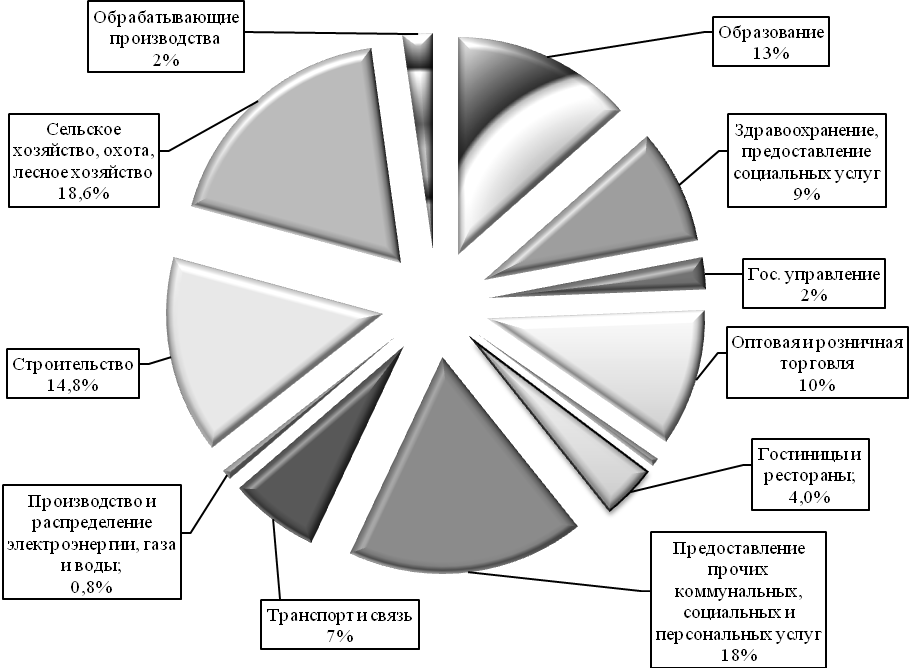 Обрабатывающие
производства
2%
Образование
13%
Сельское
хозяйство, охота,
лесное хозяйство
18,6%
Здравоохранение,
предоставление
социальных услуг
9%
Гос. управление
2%
Оптовая и розничная
торговля
10%
Строительство
14,8%
Гостиницы и
рестораны;
4,0%
Производство и
распределение
электроэнергии, газа
и воды;
0,8%
Предоставление
прочих
коммунальных,
социальных и
персональных услуг
18%
Транспорт и связь
7%